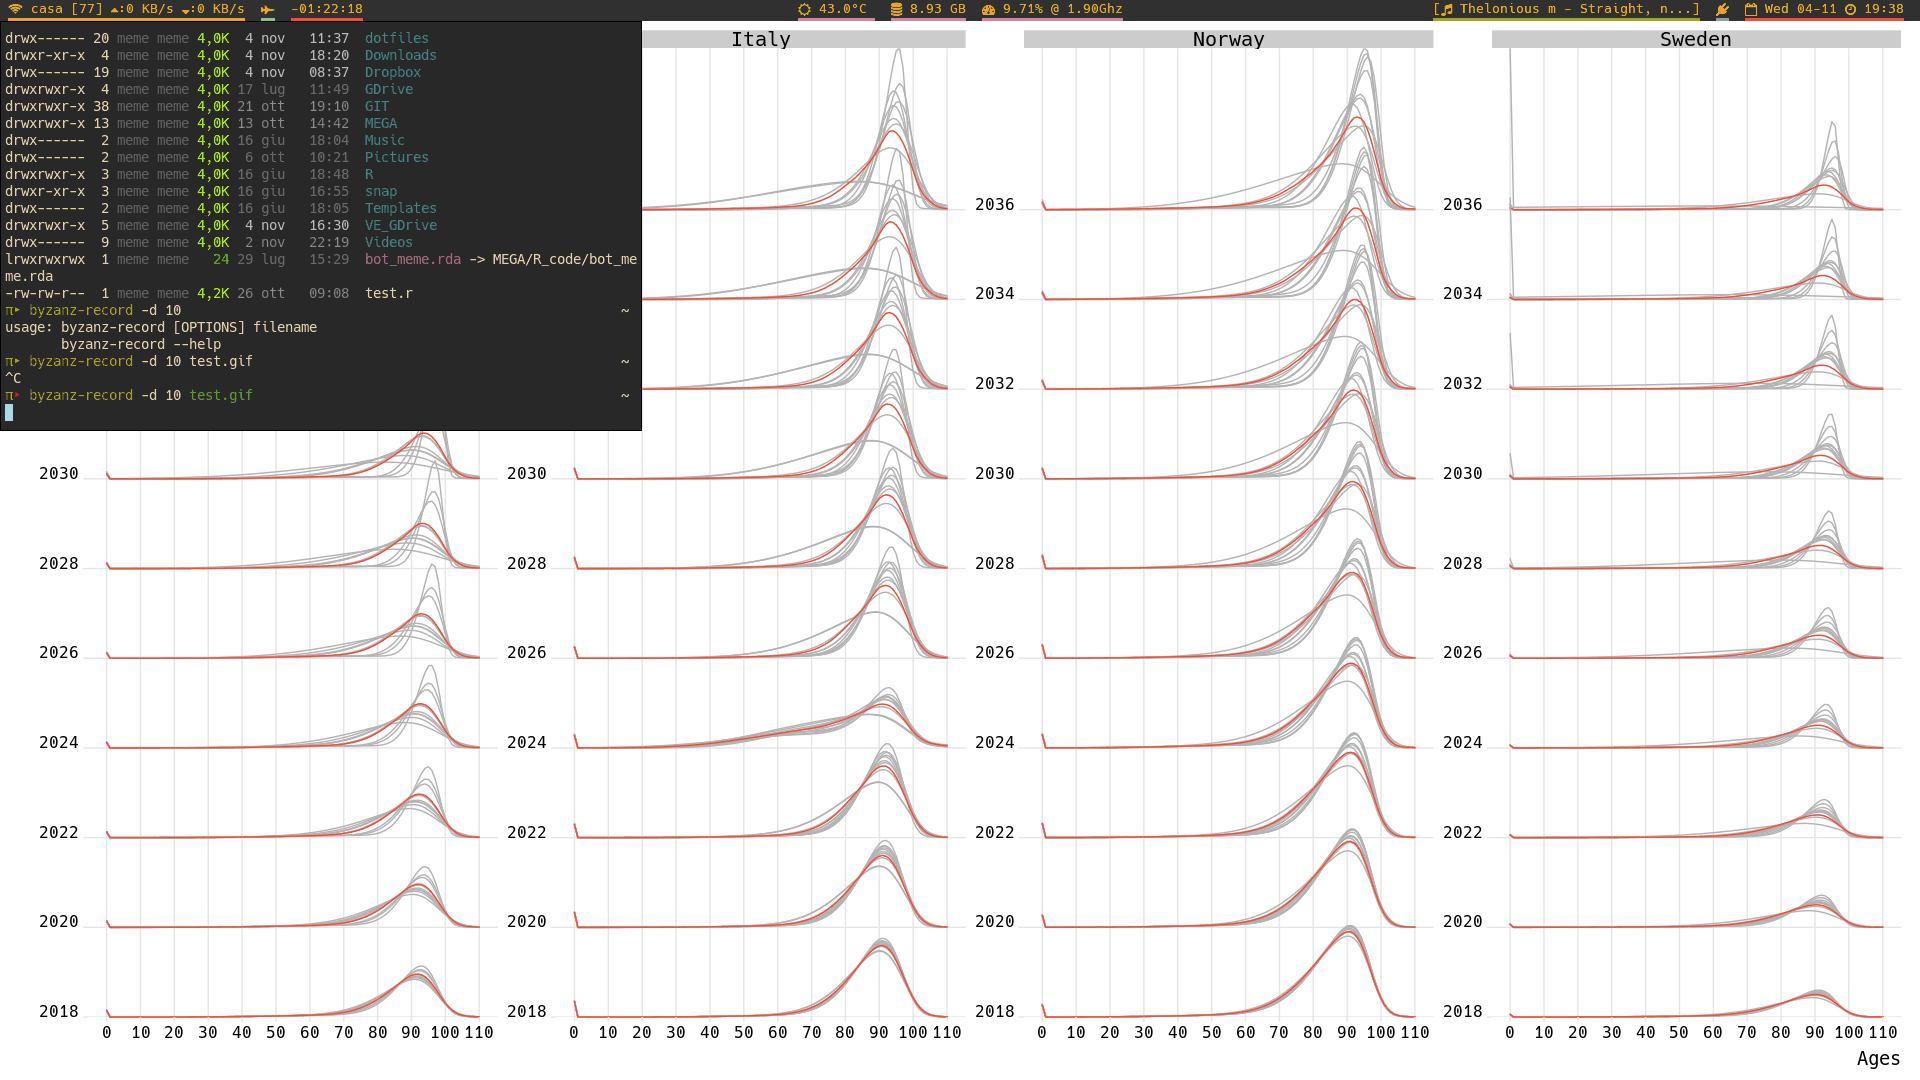 casa [77] :0 KB/s :0 KB/s -01:22:18 43.0°C 8.93 GB 9.71% @ 1.90Ghz [ Thelonious m - Straight, n...] Wed 04-11 19:38
drwx------ 20 meme meme 4,0K 4 nov 11:37 dotfiles
drwxr-xr-x 4 meme meme 4,0K 4 nov 18:20 Downloads
drwx------ 19 meme meme 4,0K 4 nov 08:37 Dropbox
drwxrwxr-x 4 meme meme 4,0K 17 lug 11:49 GDrive
drwxrwxr-x 38 meme meme 4,0K 21 ott 19:10 GIT
drwxrwxr-x 13 meme meme 4,0K 13 ott 14:42 MEGA
drwx------ 2 meme meme 4,0K 16 giu 18:04 Music
drwx------ 2 meme meme 4,0K 6 ott 10:21 Pictures
drwxrwxr-x 3 meme meme 4,0K 16 giu 18:48 R
drwxr-xr-x 3 meme meme 4,0K 16 giu 16:55 snap
drwx------ 2 meme meme 4,0K 16 giu 18:05 Templates
drwxrwxr-x 5 meme meme 4,0K 4 nov 16:30 VE_GDrive
drwx------ 9 meme meme 4,0K 2 nov 22:19 Videos
lrwxrwxrwx 1 meme meme 24 29 lug 15:29 bot_meme.rda -> MEGA/R_code/bot_me
me.rda
-rw-rw-r-- 1 meme meme 4,2K 26 ott 09:08 test.r
π▸ byzanz-record -d 10 ~
usage: byzanz-record [OPTIONS] filename
byzanz-record --help
π▸ byzanz-record -d 10 test.gif ~
^C
π▸ byzanz-record -d 10 test.gif ~
Italy Norway Sweden
2036 2036
2034 2034
2032 2032
2030 2030 2030 2030
2028 2028 2028 2028
2026 2026 2026 2026
2024 2024 2024 2024
2022 2022 2022 2022
2020 2020 2020 2020
2018 2018 2018 2018
0 10 20 30 40 50 60 70 80 90 100 110 0 10 20 30 40 50 60 70 80 90 100 110 0 10 20 30 40 50 60 70 80 90 100 110 0 10 20 30 40 50 60 70 80 90 100 110
Ages